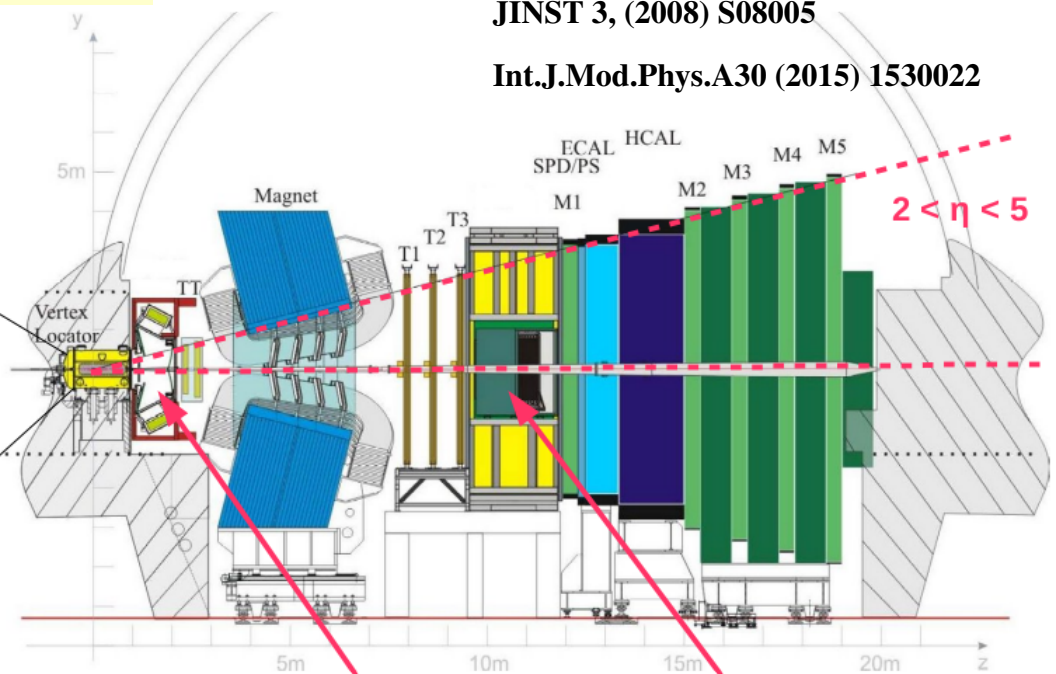 JINST 3, (2008) S08005
Int.J.Mod.Phys.A30 (2015) 1530022
y
5m
Magnet
TT
Vertex
Locator
T1
T2
T3
M1
SPD/PS
ECAL
HCAL
M2
M3
M4
M5
2 < η < 5
5m
10m
15m
20m
z